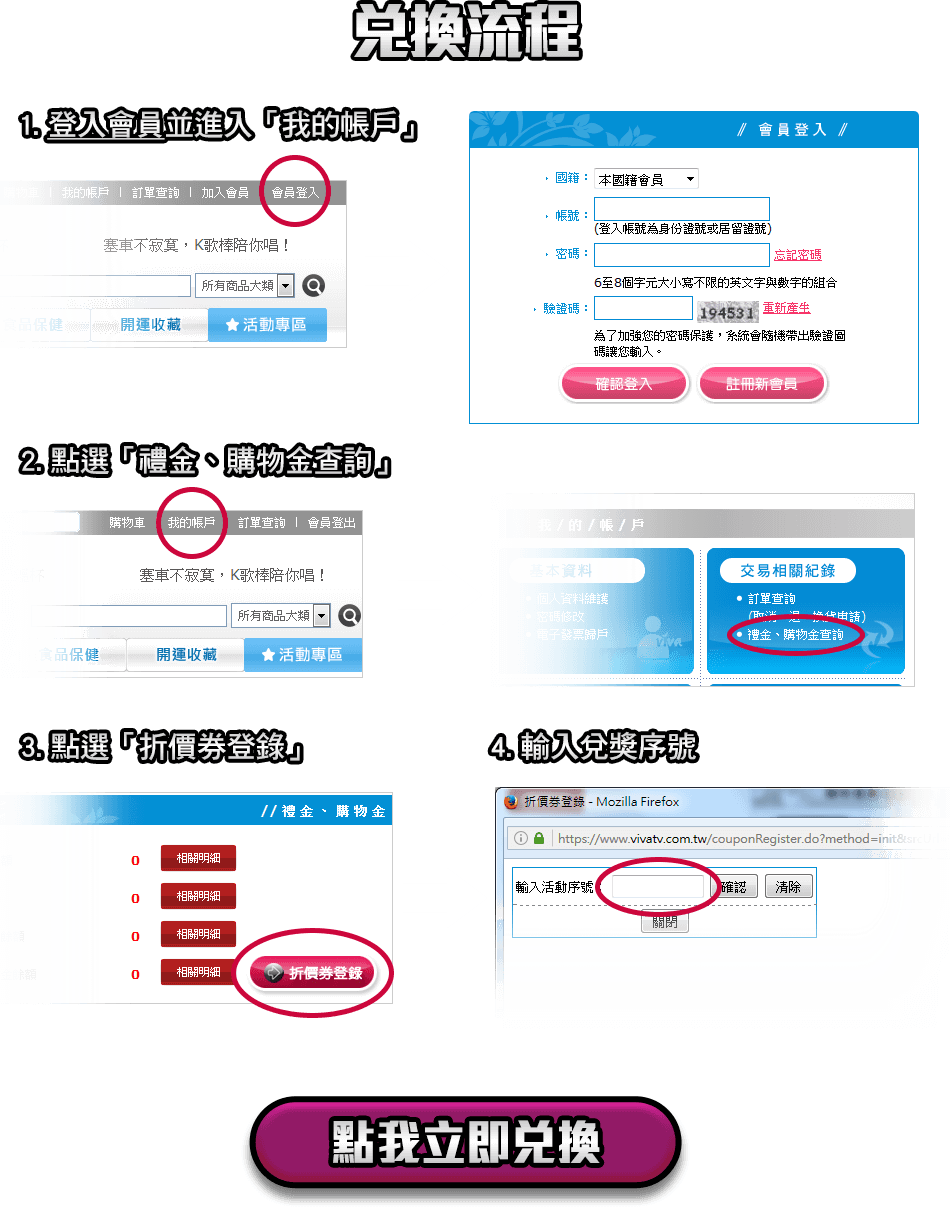 兌換流程
1. 登入會員並進入「我的帳戶」
我的帳戶 | 訂單查詢 | 加入會員 | 會員登入
塞車不寂寞,K歌棒陪你唱!
所有商品大類
品保健 開運收藏 ★活動專區
// 會員登入 //
國籍: 本國籍會員
帳號:
(登入帳號為身份證號或居留證號)
密碼: 忘記密碼
6至8個字元大小寫不限的英文字與數字的組合
驗證碼: 194531 重新產生
為了加強您的密碼保護,系統會隨機帶出驗證圖
碼讓您輸入。
確認登入 註冊新會員
2. 點選「禮金、購物金查詢」
購物車 我的帳戶 訂單查詢 | 會員登出
塞車不寂寞,K歌棒陪你唱!
所有商品大類
食品保健 開運收藏 ★活動專區
我/的/帳/戶
基本資料
個人資料維護
密碼修改
電子發票歸戶
viva
交易相關紀錄
訂單查詢
(取消、退、換貨申請)
禮金、購物金查詢
3. 點選「折價券登錄」
//禮金、購物金
0 相關明細
0 相關明細
0 相關明細
0 相關明細 折價券登錄
4. 輸入兌獎序號
折價券登錄 - Mozilla Firefox
https://www.vivatv.com.tw/couponRegister.do?method=init&
輸入活動序號: 確認 清除
關閉
點我立即兌換